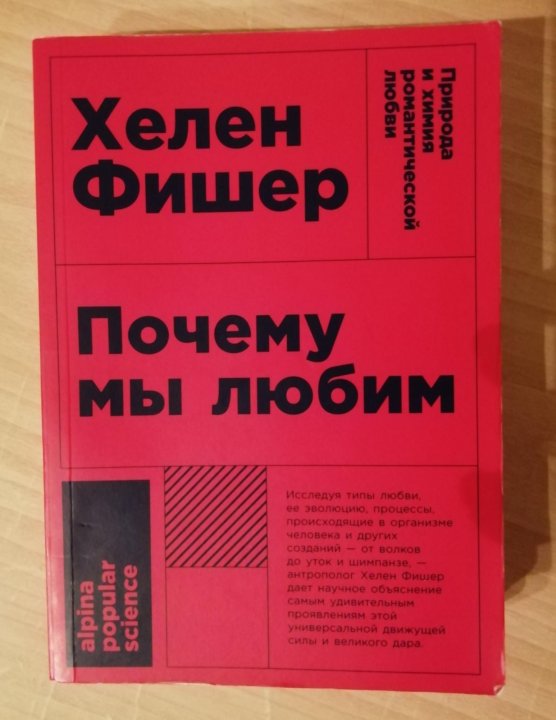 Хелен
Фишер
Природа
и химия
романтической
любви
Почему
мы любим
Исследуя типы любви,
ее эволюцию, процессы,
происходящие в организме
человека и других
созданий — от волков
до уток и шимпанзе, —
антрополог Хелен Фишер
дает научное объяснение
самым удивительным
проявлениям этой
универсальной движущей
силы и великого дара.
alpina
popular
science